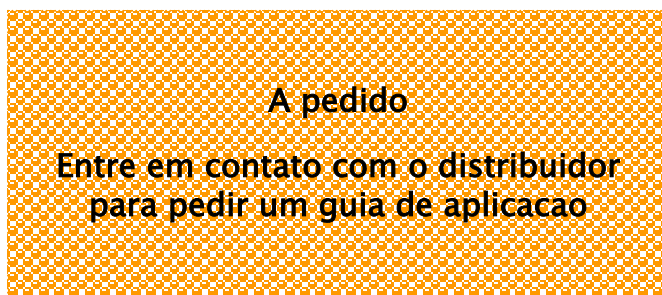 A pedido
Entre em contato com o distribuidor
para pedir um guia de aplicacao